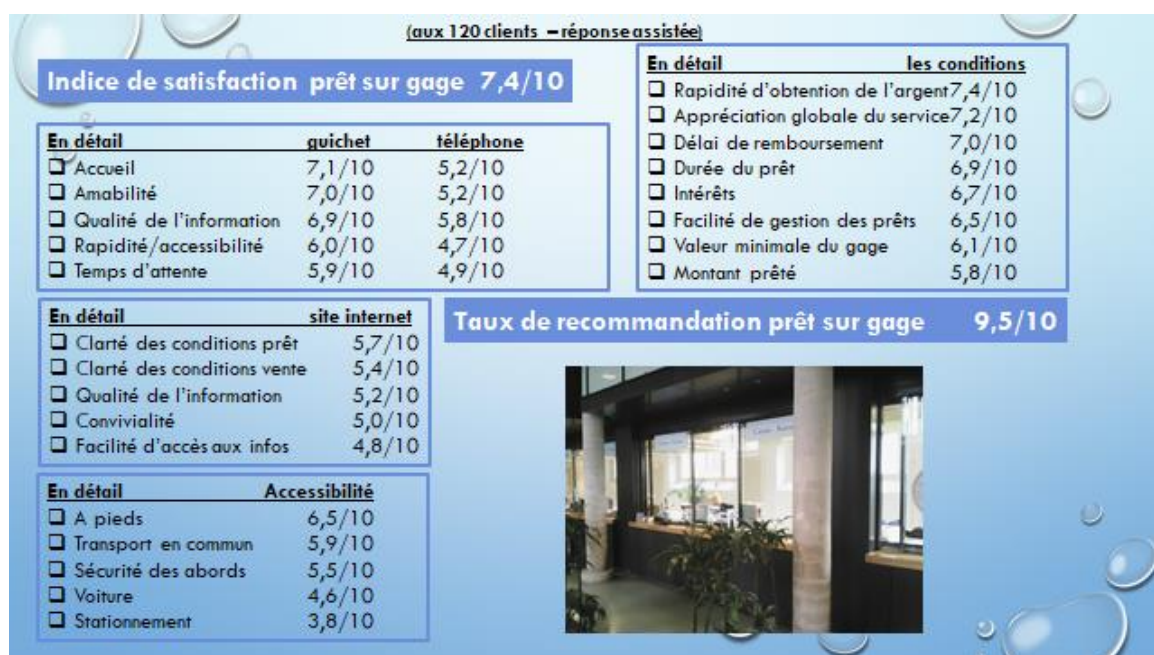 (aux 120 clients – réponse assistée)
Indice de satisfaction prêt sur gage 7,4/10
En détail guichet téléphone
❑ Accueil 7,1/10 5,2/10
❑ Amabilité 7,0/10 5,2/10
❑ Qualité de l'information 6,9/10 5,8/10
❑ Rapidité/accessibilité 6,0/10 4,7/10
❑ Temps d'attente 5,9/10 4,9/10
En détail les conditions
❑ Rapidité d'obtention de l'argent 7,4/10
❑ Appréciation globale du service 7,2/10
❑ Délai de remboursement 7,0/10
❑ Durée du prêt 6,9/10
❑ Intérêts 6,7/10
❑ Facilité de gestion des prêts 6,5/10
❑ Valeur minimale du gage 6,1/10
❑ Montant prêté 5,8/10
En détail site internet
❑ Clarté des conditions prêt 5,7/10
❑ Clarté des conditions vente 5,4/10
❑ Qualité de l'information 5,2/10
❑ Convivialité 5,0/10
❑ Facilité d'accès aux infos 4,8/10
Taux de recommandation prêt sur gage 9,5/10
En détail Accessibilité
❑ A pieds 6,5/10
❑ Transport en commun 5,9/10
❑ Sécurité des abords 5,5/10
❑ Voiture 4,6/10
❑ Stationnement 3,8/10